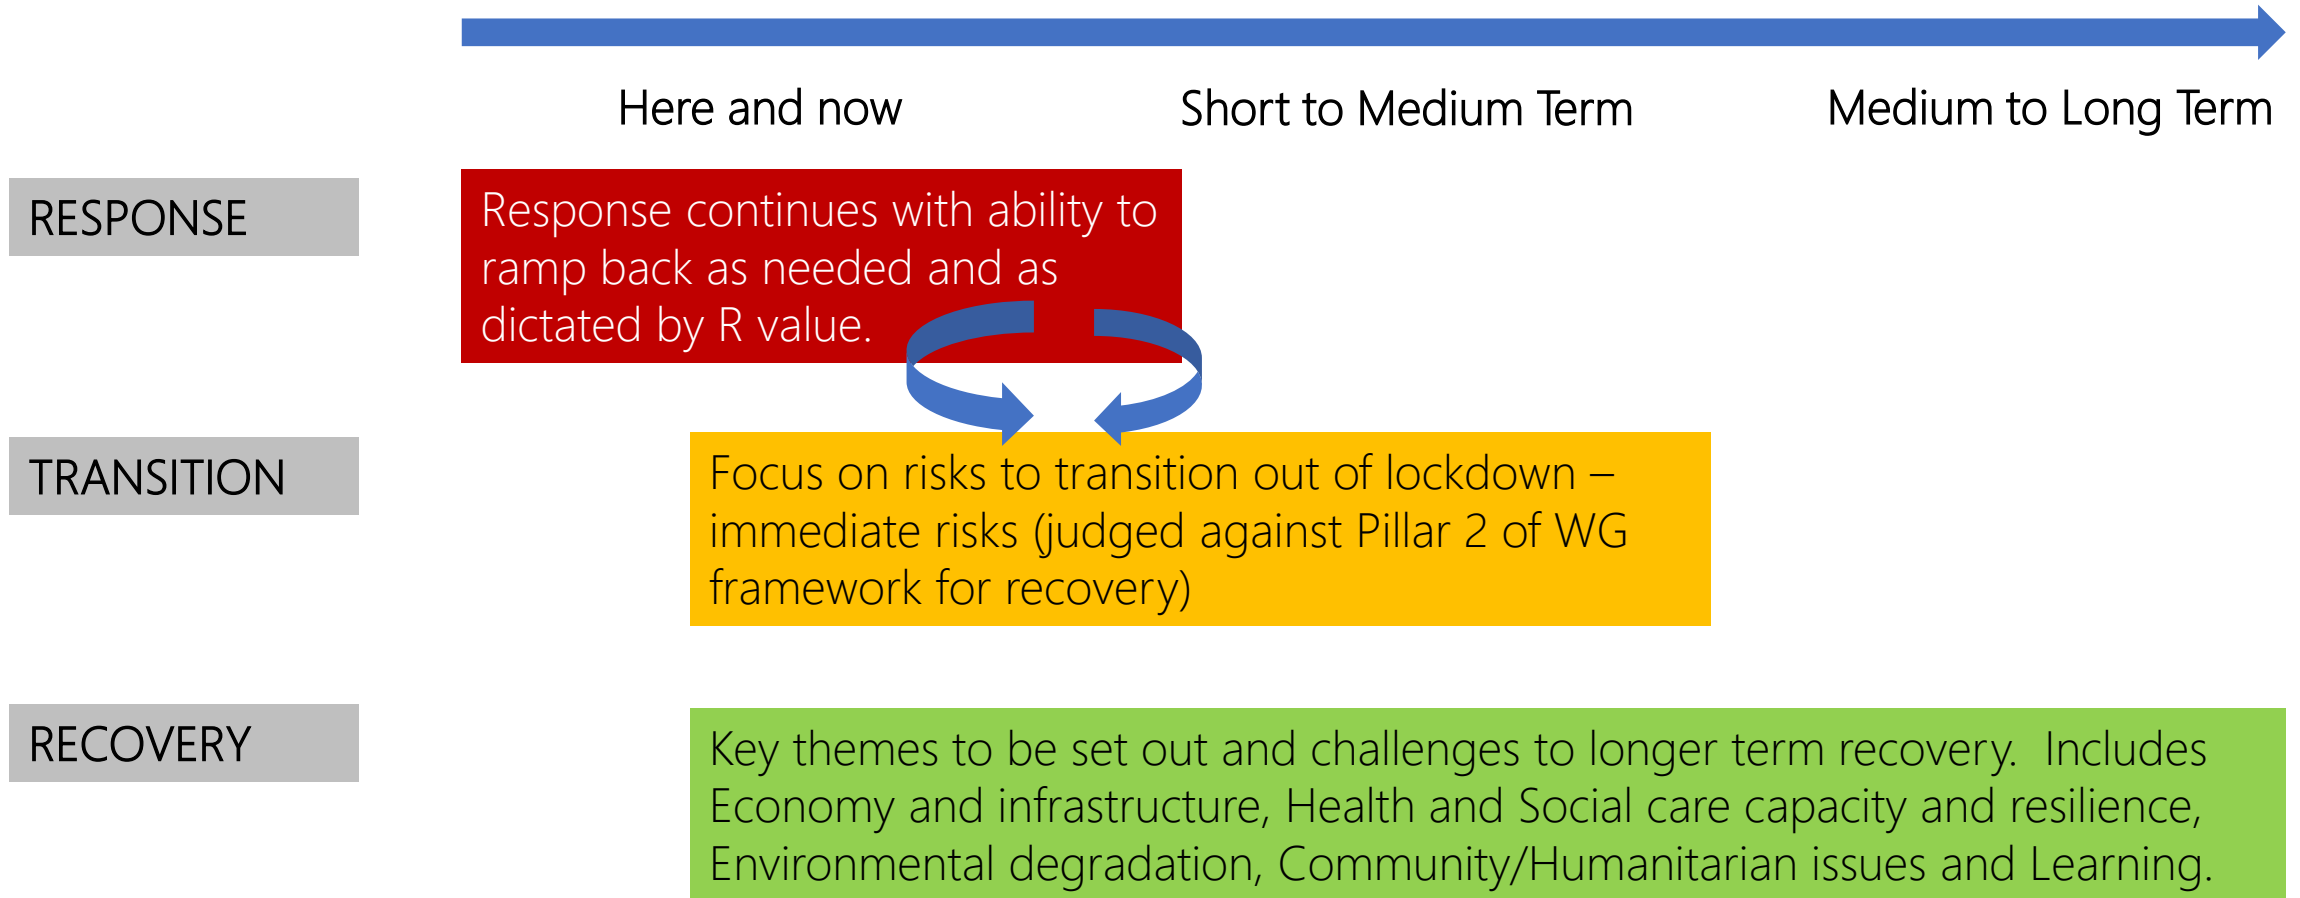 Here and now
Short to Medium Term
Medium to Long Term
RESPONSE
Response continues with ability to
ramp back as needed and as
dictated by R value.
TRANSITION
Focus on risks to transition out of lockdown –
immediate risks (judged against Pillar 2 of WG
framework for recovery)
RECOVERY
Key themes to be set out and challenges to longer term recovery.  Includes
Economy and infrastructure, Health and Social care capacity and resilience,
Environmental degradation, Community/Humanitarian issues and Learning.